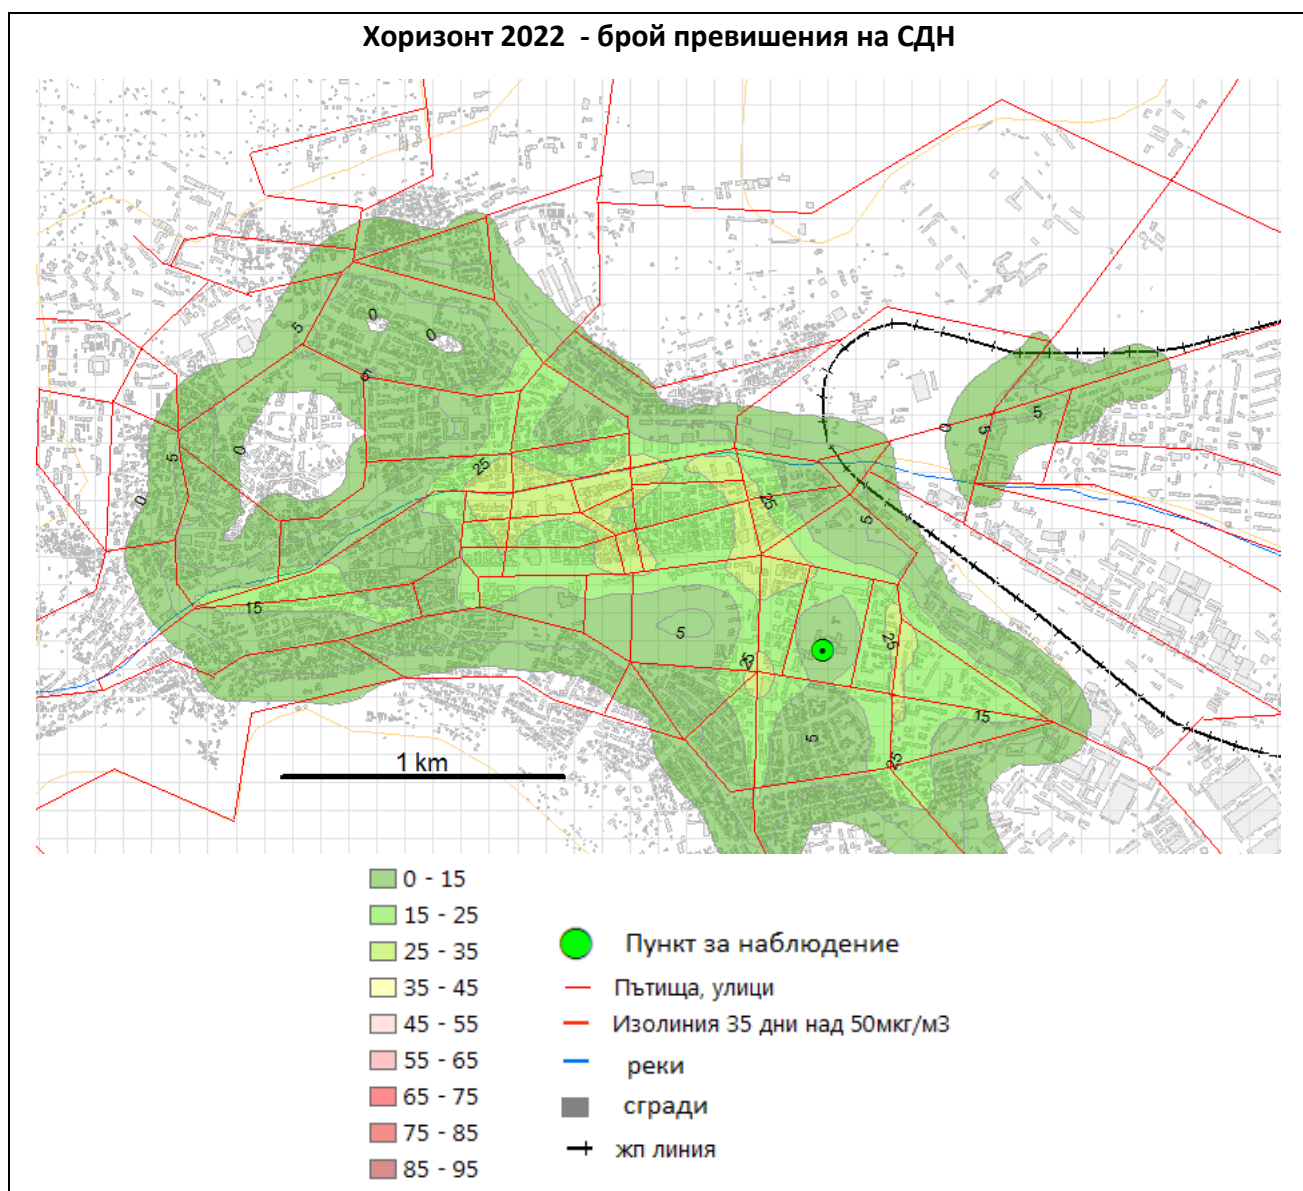 Хоризонт 2022 - брой превишения на СДН
5
0
0
6
5
0
0
25
5
0
5
5
0
25
5
15
5
25
25
5
15
25
1 km
0 - 15
15 - 25
25 - 35
35 - 45
45 - 55
55 - 65
65 - 75
75 - 85
85 - 95
Пункт за наблюдение
Пътища, улици
Изолиния 35 дни над 50мкг/м3
реки
сгради
жп линия